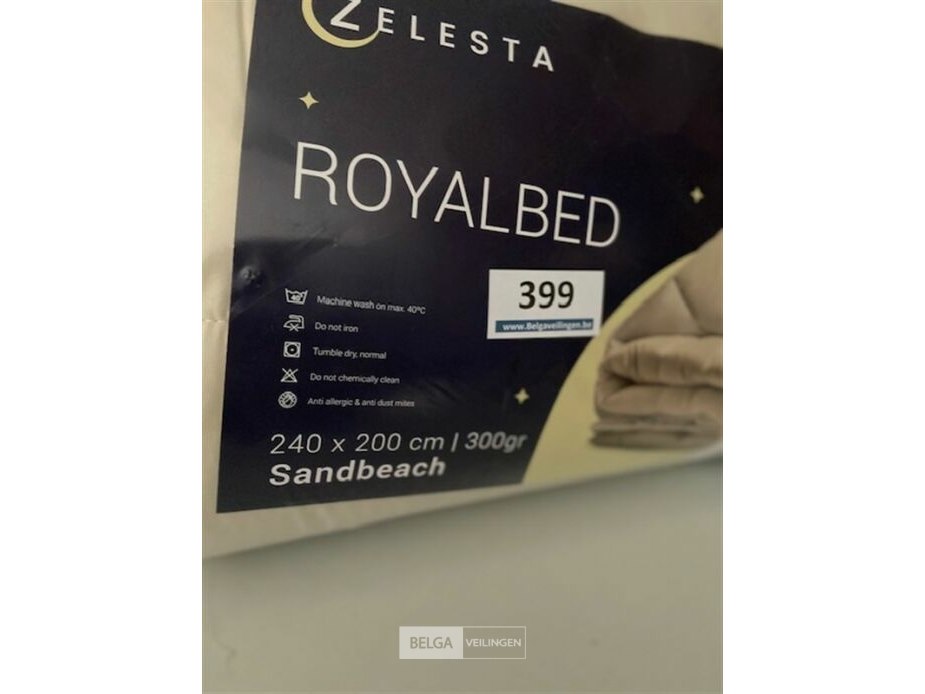 ZELESTA
ROYALBED
399
www.Belgaveilingen.be
Machine wash on max. 40°C
Do not iron
Tumble dry, normal
Do not chemically clean
Anti allergic & anti dust mites
240 x 200 cm | 300gr
Sandbeach
BELGA VEILINGEN